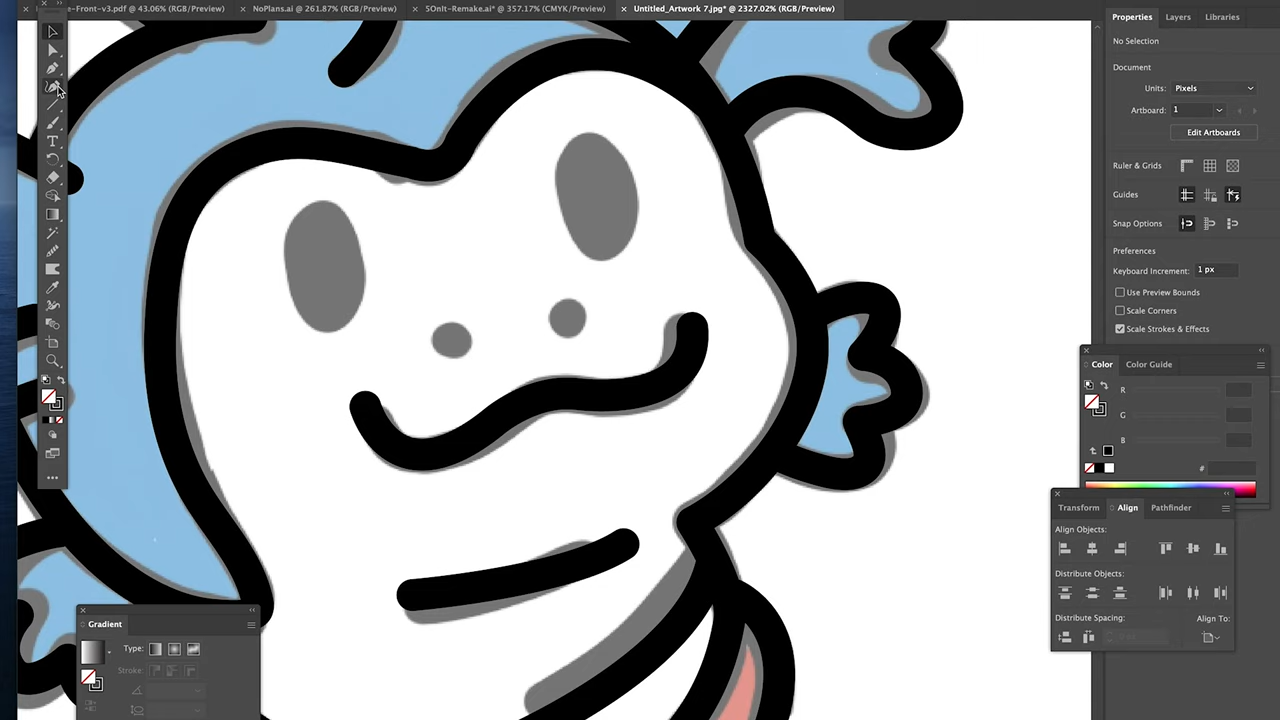 e-Front-v3.pdf @ 43.06% (RGB/Preview)
NoPlans.ai @ 261.87% (RGB/Preview)
5OnIt-Remake.ai* @ 357.17% (CMYK/Preview)
Untitled_Artwork 7.jpg* @ 2327.02% (RGB/Preview)
Properties
Layers
Libraries
No Selection
Document
Units:
Pixels
Artboard:
1
Edit Artboards
Ruler & Grids
Guides
Snap Options
Preferences
Keyboard Increment:
1 px
Use Preview Bounds
Scale Corners
Scale Strokes & Effects
Color
Color Guide
R
G
B
#
Transform
Align
Pathfinder
Align Objects:
Distribute Objects:
Distribute Spacing:
Align To:
Gradient
Type:
Stroke: